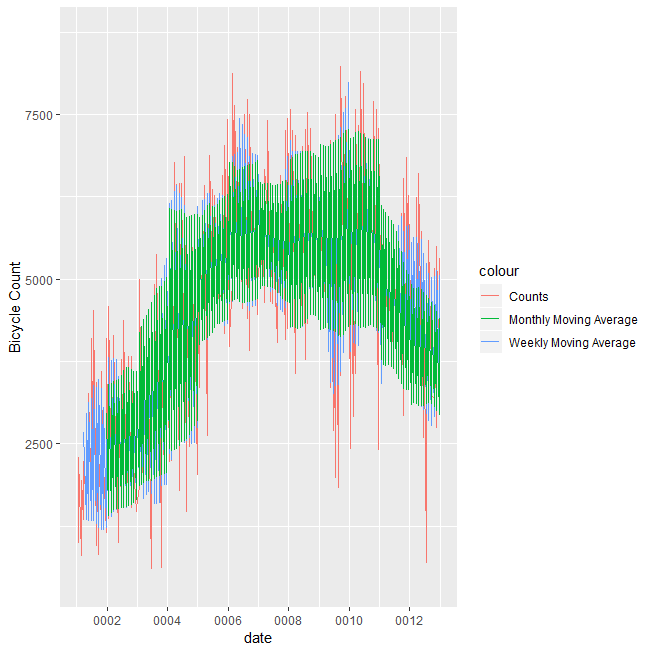 7500
5000
2500
Bicycle Count
0002 0004 0006 0008 0010 0012
date
colour
Counts
Monthly Moving Average
Weekly Moving Average